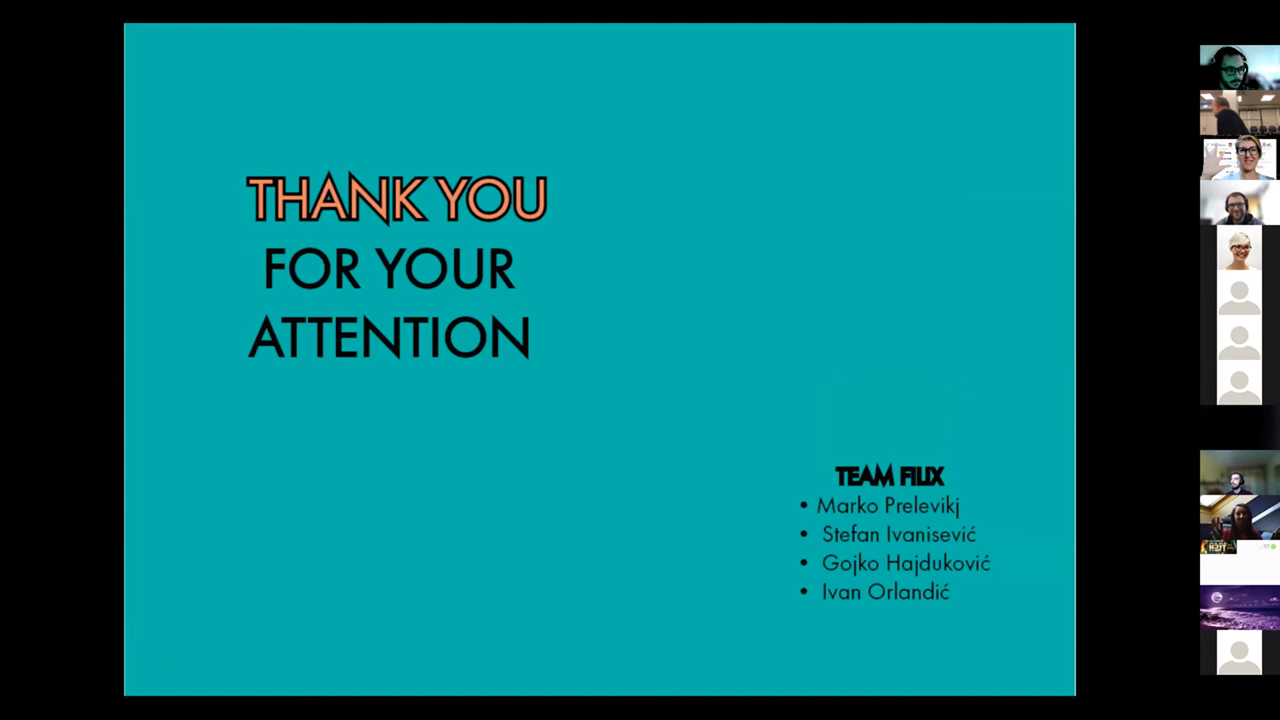 THANK YOU
FOR YOUR
ATTENTION
TEAM FILIX
• Marko Prelevikj
• Stefan Ivanisević
• Gojko Hajduković
• Ivan Orlandić